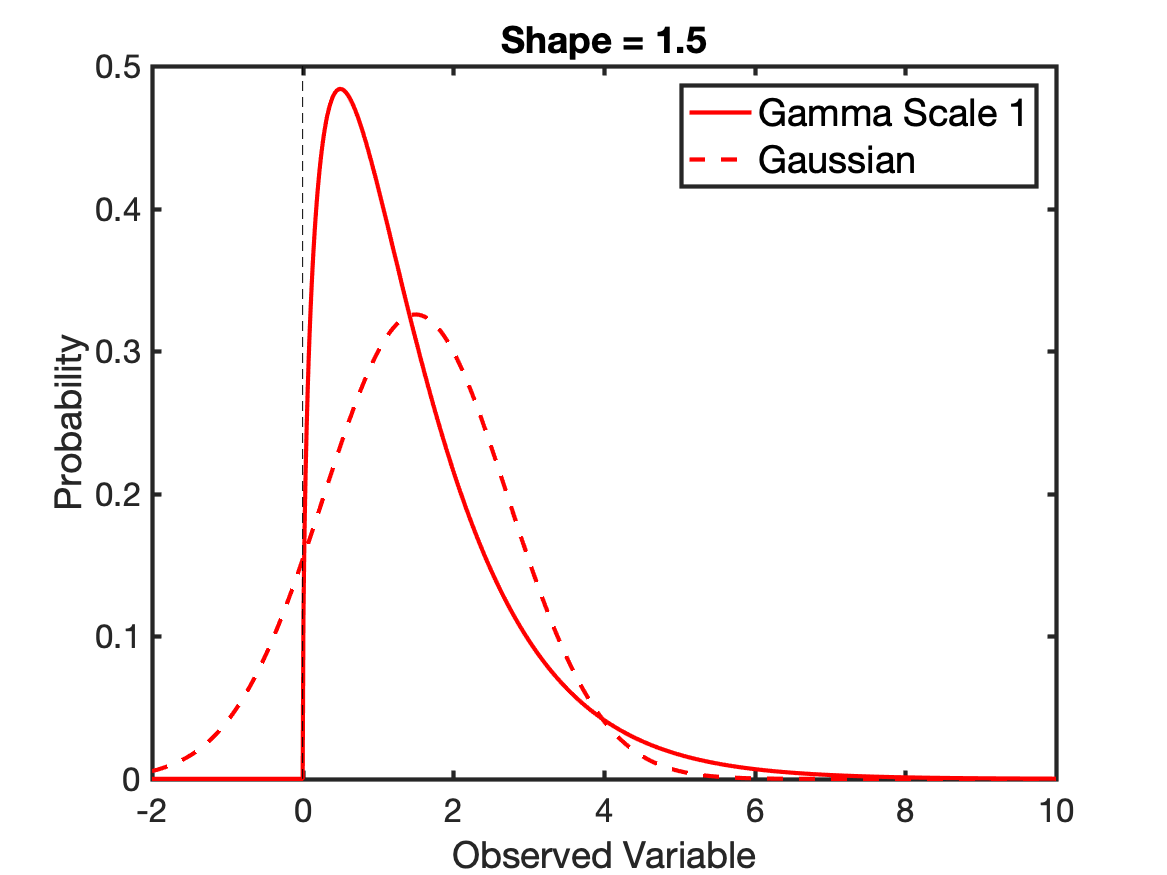 Shape = 1.5
Gamma Scale 1
Gaussian
Probability
0.5
0.4
0.3
0.2
0.1
0
-2 0 2 4 6 8 10
Observed Variable